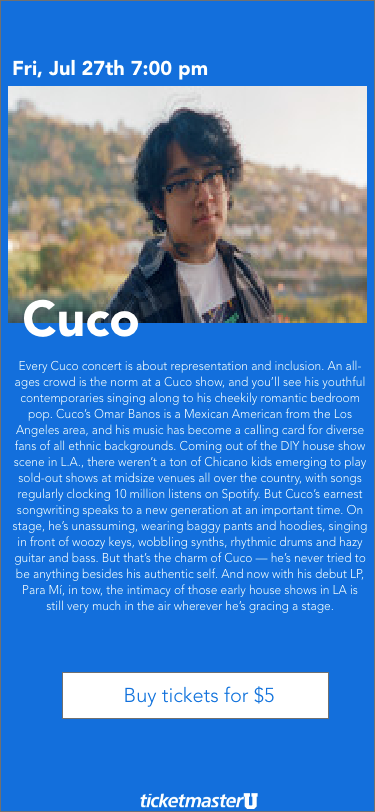 Fri, Jul 27th 7:00 pm
Cuco
Every Cuco concert is about representation and inclusion. An all-
ages crowd is the norm at a Cuco show, and you’ll see his youthful
contemporaries singing along to his cheekily romantic bedroom
pop. Cuco’s Omar Banos is a Mexican American from the Los
Angeles area, and his music has become a calling card for diverse
fans of all ethnic backgrounds. Coming out of the DIY house show
scene in L.A., there weren’t a ton of Chicano kids emerging to play
sold-out shows at midsize venues all over the country, with songs
regularly clocking 10 million listens on Spotify. But Cuco’s earnest
songwriting speaks to a new generation at an important time. On
stage, he’s unassuming, wearing baggy pants and hoodies, singing
in front of woozy keys, wobbling synths, rhythmic drums and hazy
guitar and bass. But that’s the charm of Cuco — he’s never tried to
be anything besides his authentic self. And now with his debut LP,
Para Mí, in tow, the intimacy of those early house shows in LA is
still very much in the air wherever he’s gracing a stage.
Buy tickets for $5
ticketmasterU